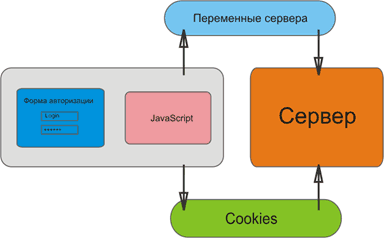 Переменные сервера
Форма авторизации
Login
******
JavaScript
Сервер
Cookies